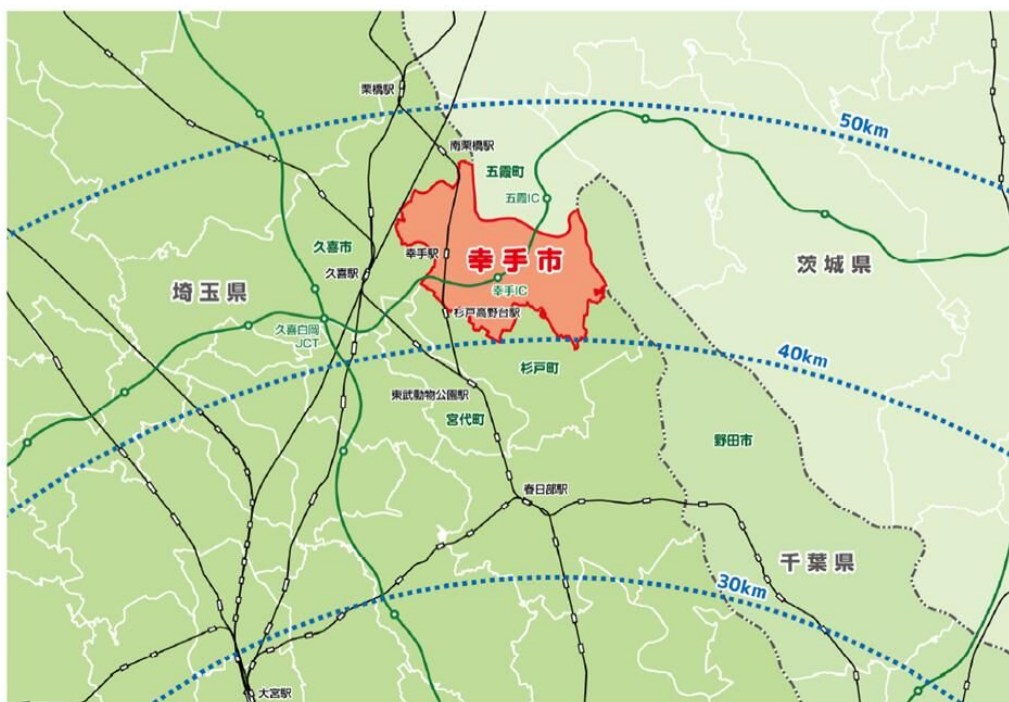 栗橋駅
50km
南栗橋駅
五霞町
五霞IC
久喜市
幸手駅
幸手市
茨城県
久喜駅
埼玉県
幸手IC
杉戸高野台駅
久喜白岡
JCT
40km
杉戸町
東武動物公園駅
宮代町
野田市
春日部駅
千葉県
30km
大宮駅